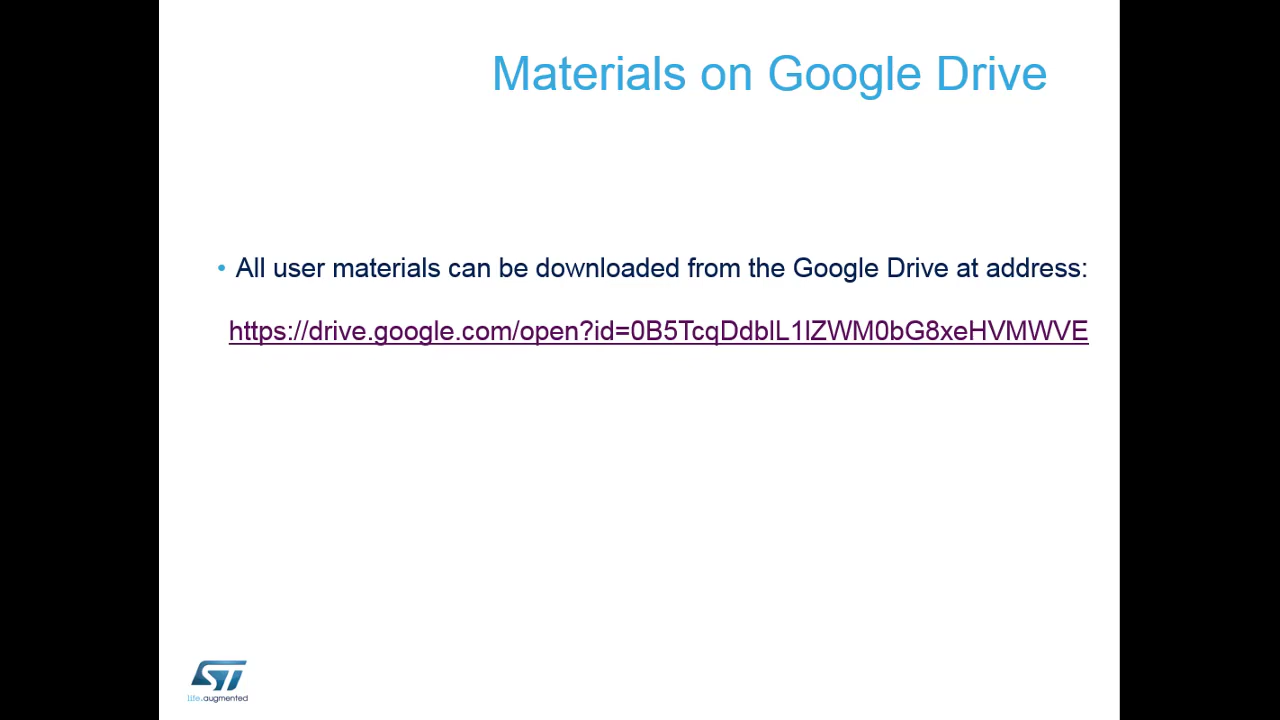 Materials on Google Drive
• All user materials can be downloaded from the Google Drive at address:
https://drive.google.com/open?id=0B5TcqDdblL1lZWM0bG8xeHVMWVE
ST
life.augmented